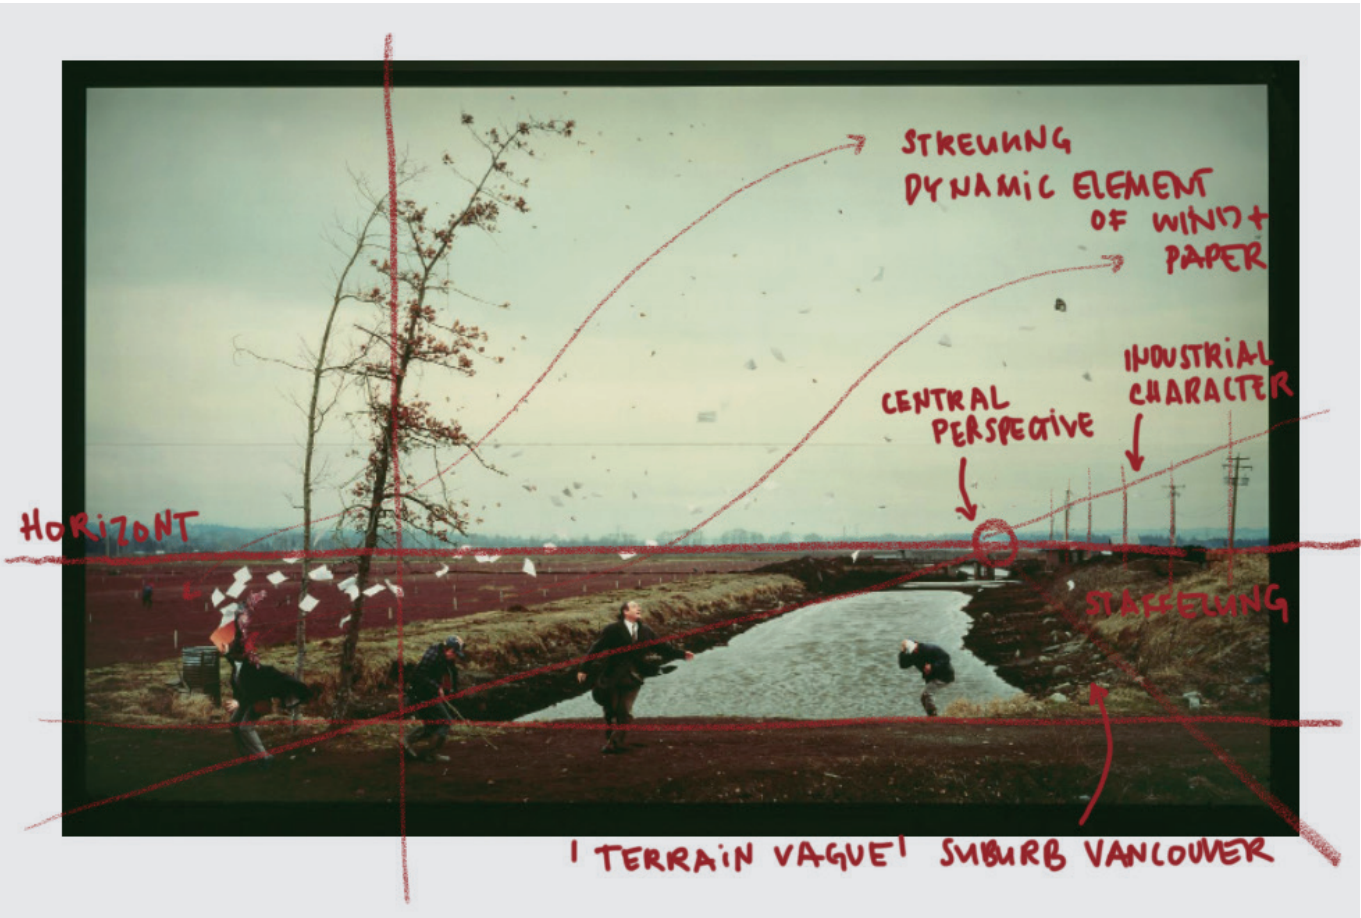 STREUUNG
DYNAMIC ELEMENT
OF WIND+
PAPER
INDUSTRIAL
CHARACTER
CENTRAL
PERSPECTIVE
HORIZONT
STAFFELUNG
'TERRAIN VAGUE' SUBURB VANCOUVER